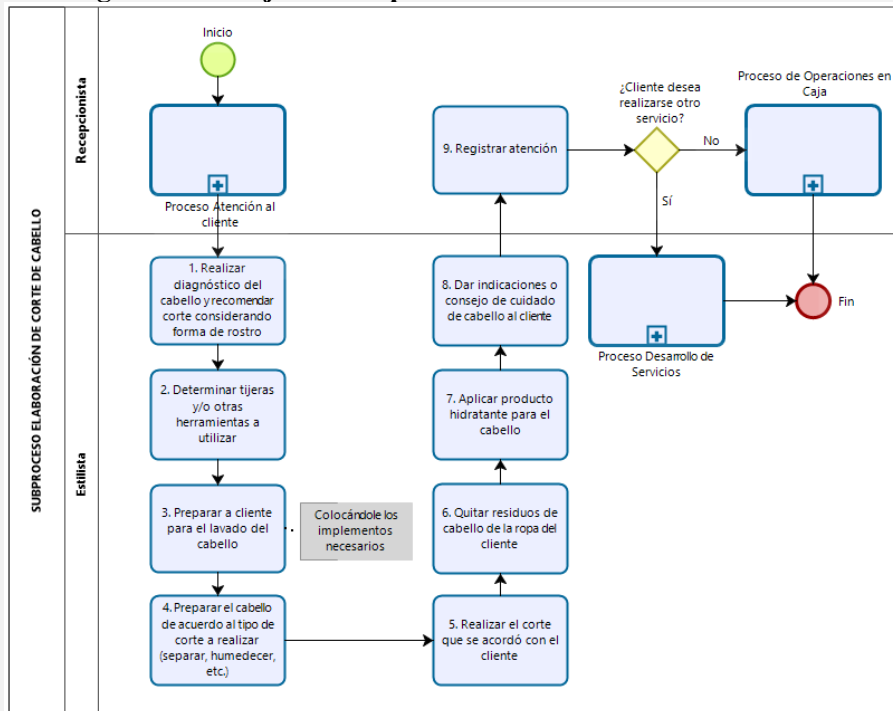 SUBPROCESO ELABORACIÓN DE CORTE DE CABELLO
Recepcionista
Inicio
Proceso Atención al
cliente
9. Registrar atención
¿Cliente desea
realizarse otro
servicio?
No
Sí
Proceso de Operaciones en
Caja
Estilista
1. Realizar
diagnóstico del
cabello y recomendar
corte considerando
forma de rostro
2. Determinar tijeras
y/o otras
herramientas a
utilizar
3. Preparar a cliente
para el lavado del
cabello
Colocándole los
implementos
necesarios
4. Preparar el cabello
de acuerdo al tipo de
corte a realizar
(separar, humedecer,
etc.)
5. Realizar el corte
que se acordó con el
cliente
6. Quitar residuos de
cabello de la ropa del
cliente
7. Aplicar producto
hidratante para el
cabello
8. Dar indicaciones o
consejo de cuidado
de cabello al cliente
Proceso Desarrollo de
Servicios
Fin